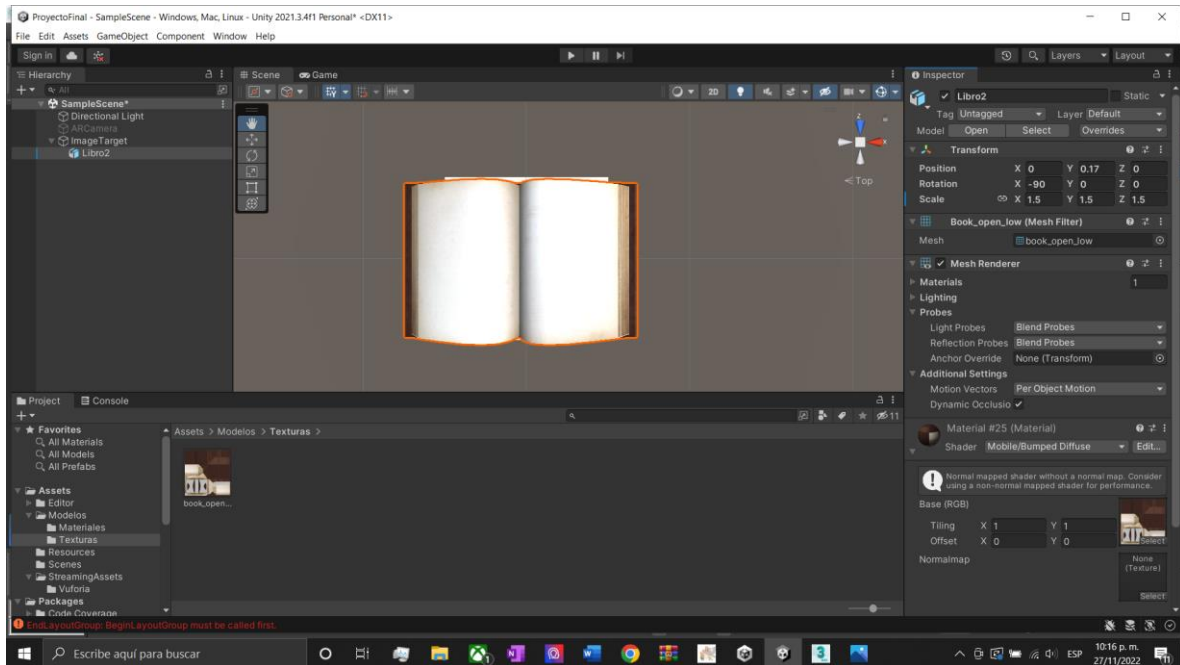 ProyectoFinal - SampleScene - Windows, Mac, Linux - Unity 2021.3.4f1 Personal* <DX11>
File Edit Assets GameObject Component Window Help
Sign in
Layers
Layout
Hierarchy
All
SampleScene*
Directional Light
ARCamera
ImageTarget
Libro2
Scene
Game
2D
z
x
Top
Inspector
Libro2
Static
Tag Untagged
Layer Default
Model Open Select Overrides
Transform
Position X 0 Y 0.17 Z 0
Rotation X -90 Y 0 Z 0
Scale X 1.5 Y 1.5 Z 1.5
Book_open_low (Mesh Filter)
Mesh book_open_low
Mesh Renderer
Materials 1
Lighting
Probes
Light Probes Blend Probes
Reflection Probes Blend Probes
Anchor Override None (Transform)
Additional Settings
Motion Vectors Per Object Motion
Dynamic Occlusio
Material #25 (Material)
Shader Mobile/Bumped Diffuse Edit...
Normal mapped shader without a normal map. Consider
using a non-normal mapped shader for performance.
Base (RGB)
Tiling X 1 Y 1
Offset X 0 Y 0
Select
Normalmap
None
(Texture)
Select
Project
Console
11
Favorites
All Materials
All Models
All Prefabs
Assets
Editor
Modelos
Materiales
Texturas
Resources
Scenes
StreamingAssets
Vuforia
Packages
Code Coverage
Assets > Modelos > Texturas >
book_open...
EndLayoutGroup: BeginLayoutGroup must be called first.
Escribe aquí para buscar
ESP
10:16 p. m.
27/11/2022